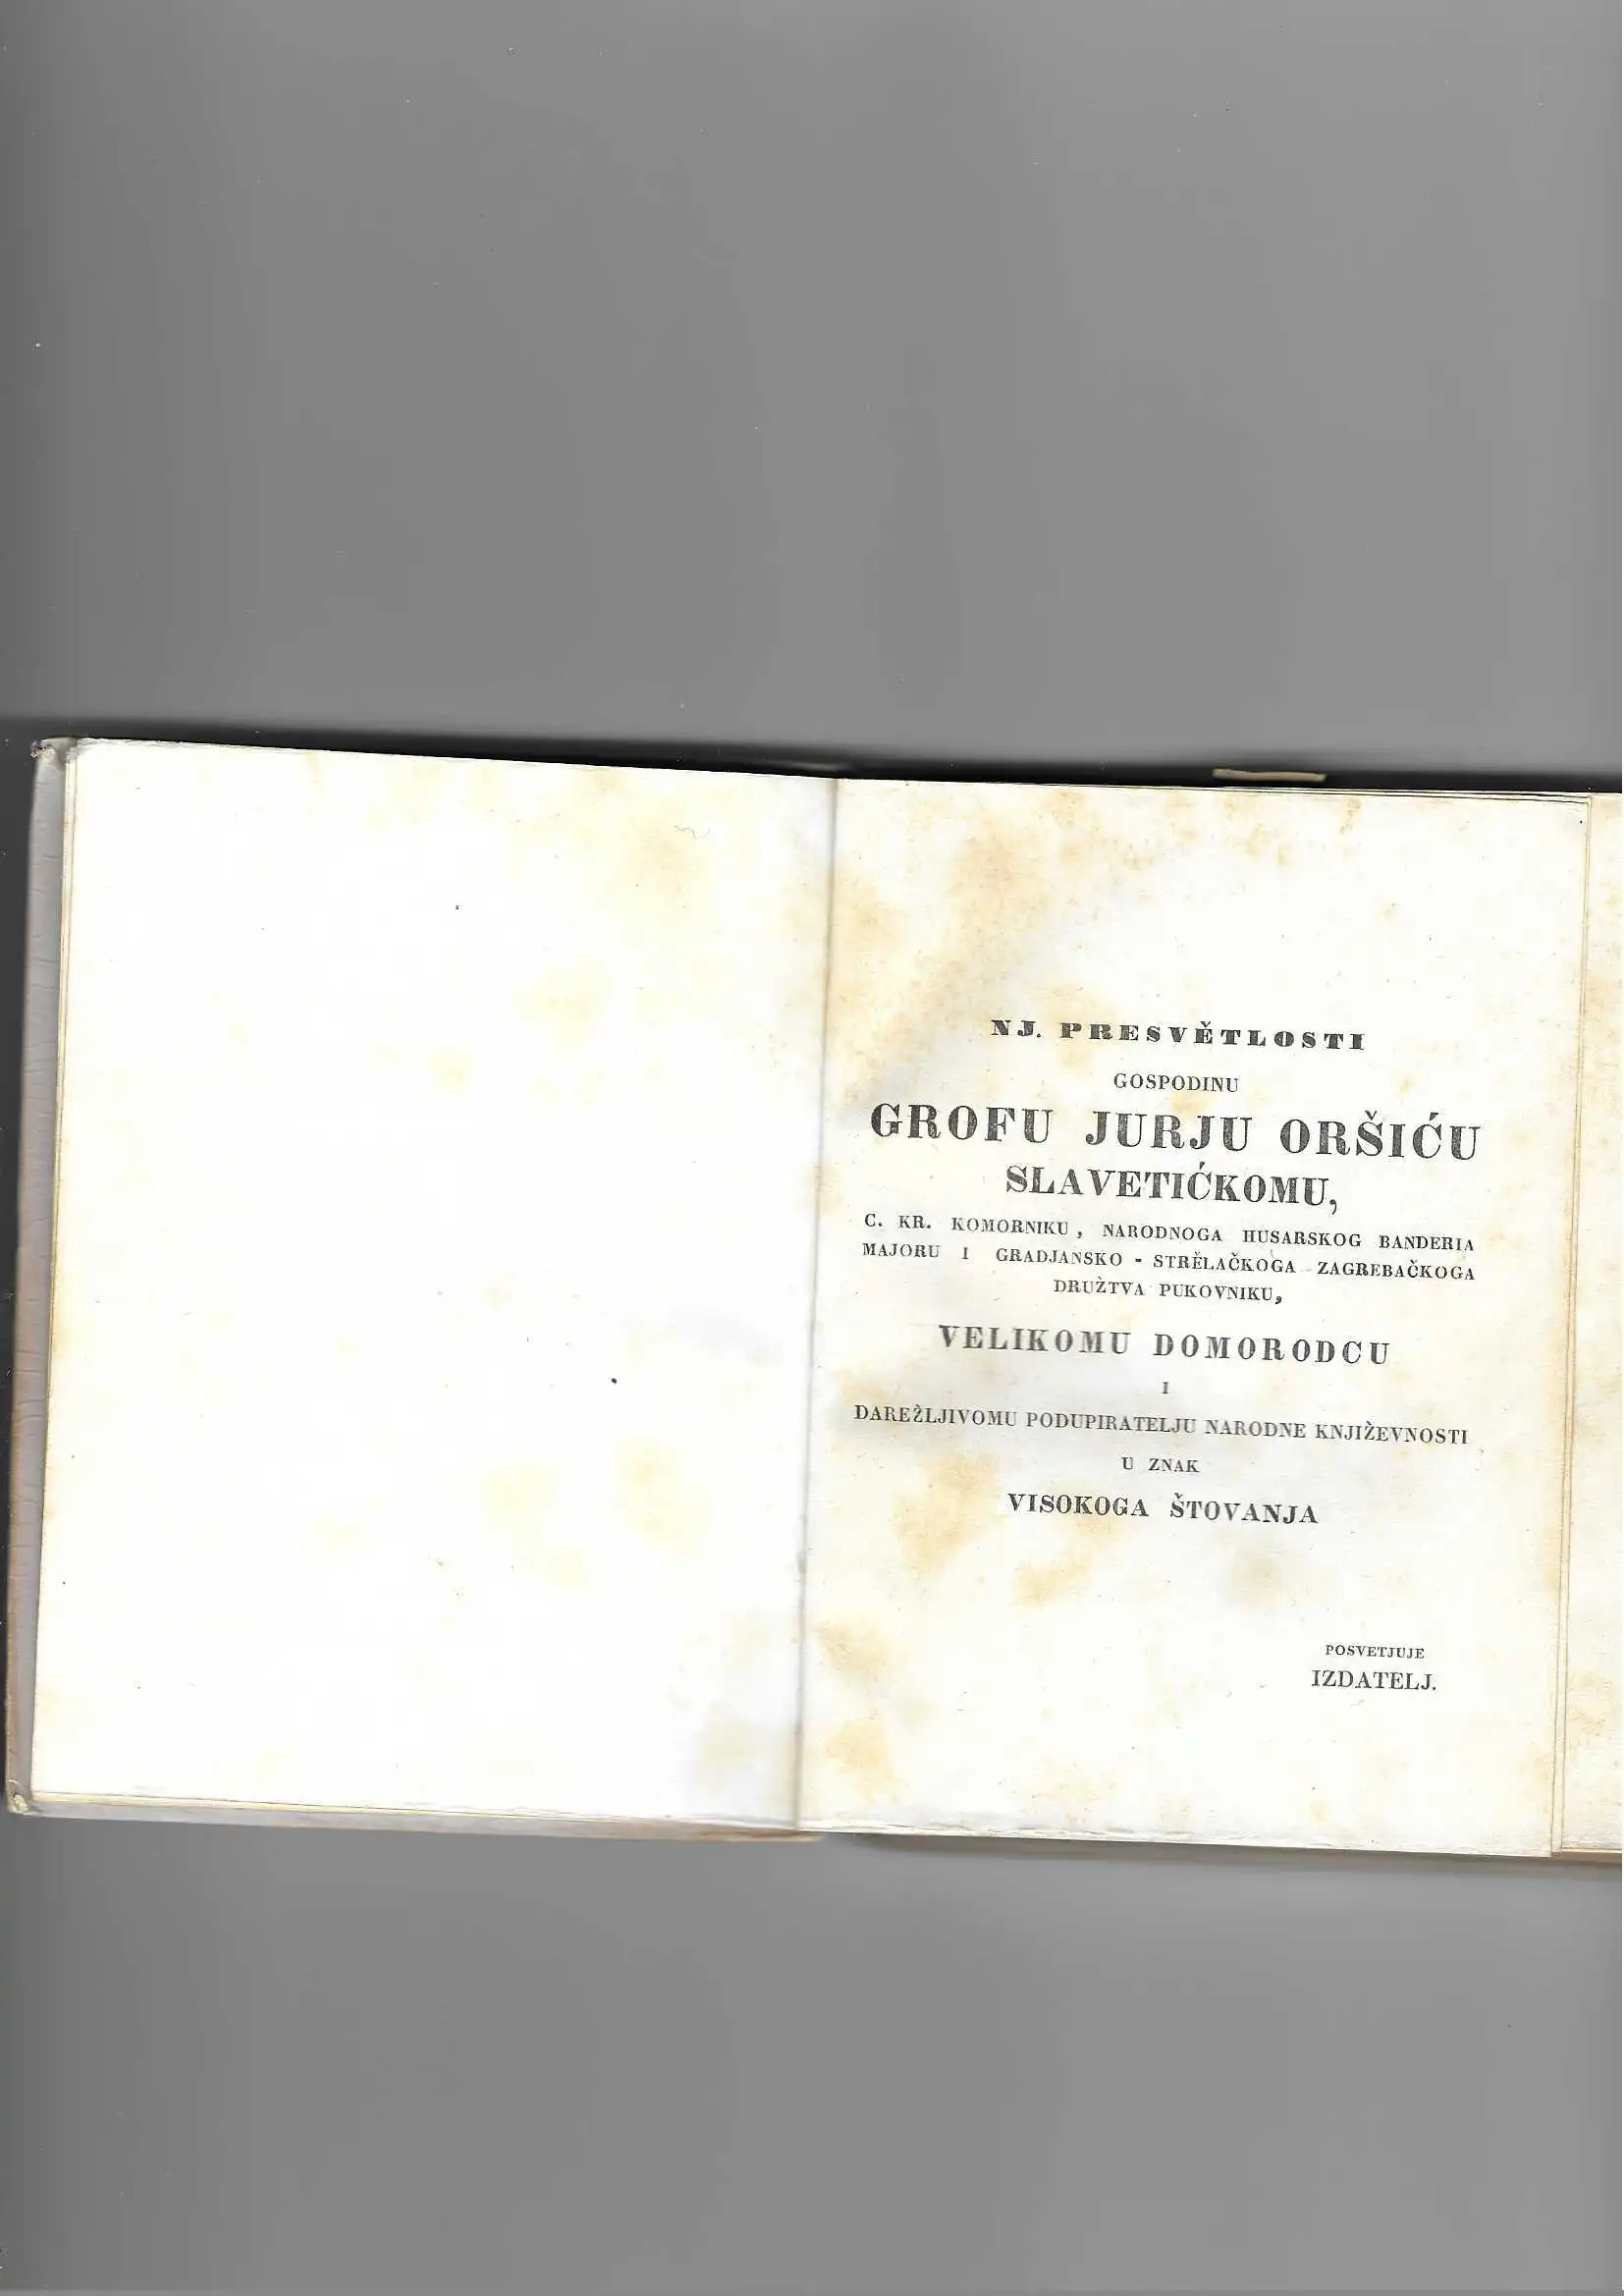 NJ. PRESVĚTLOSTI
GOSPODINU
GROFU JURJU ORŠIĆU
SLAVETIĆKOMU,
C. KR. KOMORNIKU, NARODNOGA HUSARSKOG BANDERIA
MAJORU I GRADJANSKO - STRĚLAČKOGA ZAGREBAČKOGA
DRUŽTVA PUKOVNIKU,
VELIKOMU DOMORODCU
I
DAREŽLJIVOMU PODUPIRATELJU NARODNE KNJIŽEVNOSTI
U ZNAK
VISOKOGA ŠTOVANJA
POSVETJUJE
IZDATELJ.